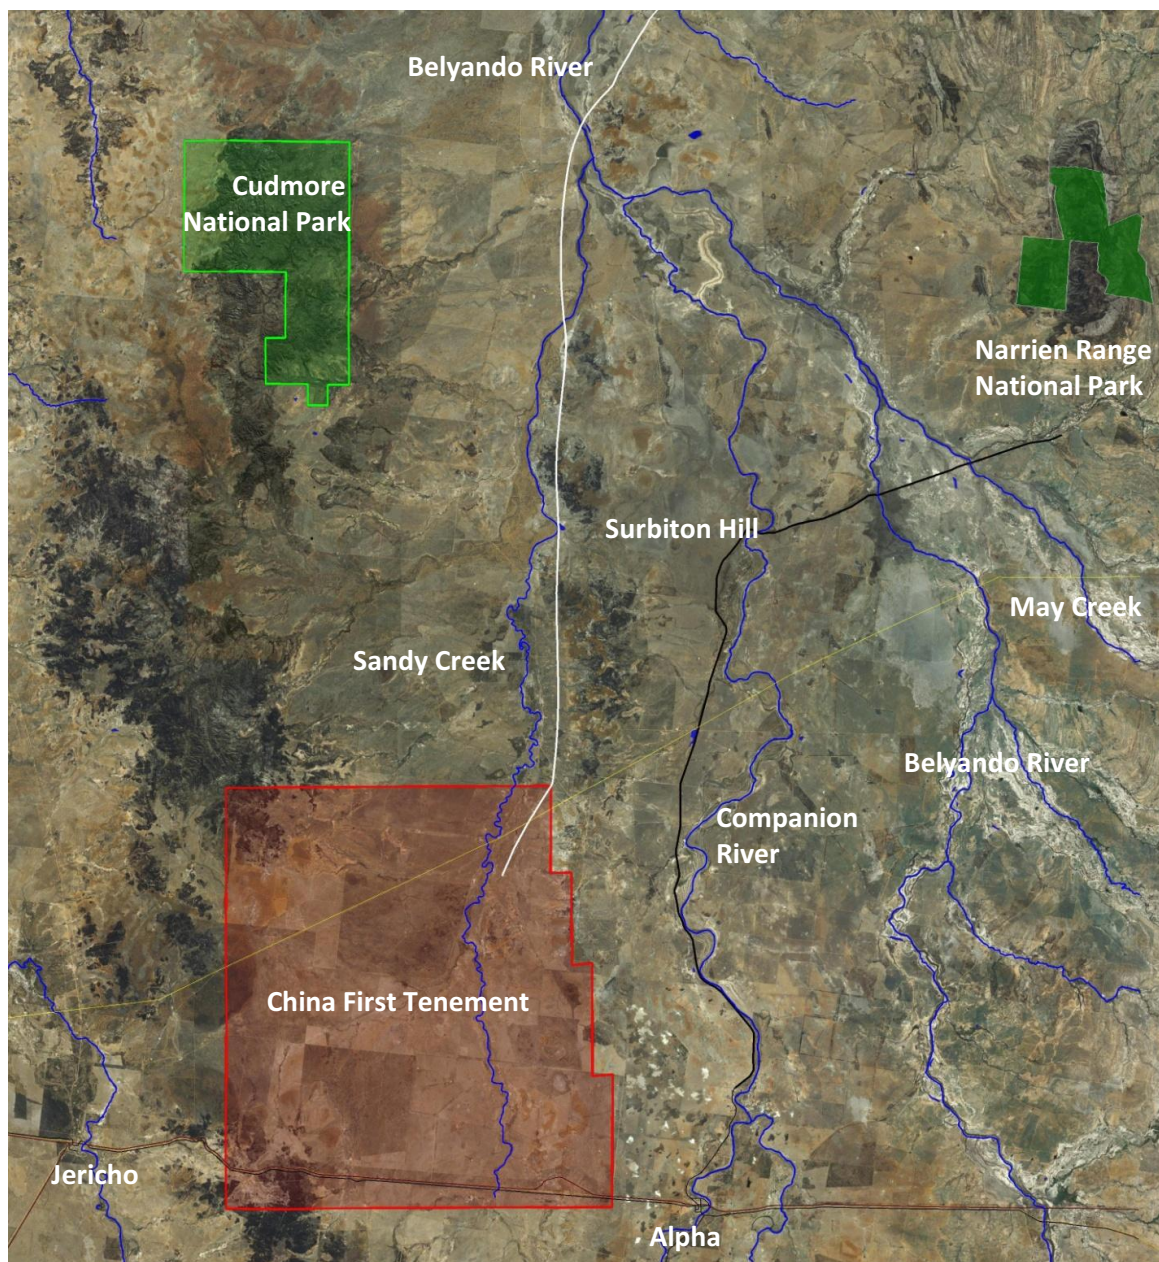 Belyando River
Cudmore
National Park
Narrien Range
National Park
Surbiton Hill
May Creek
Sandy Creek
Belyando River
Companion
River
China First Tenement
Jericho
Alpha